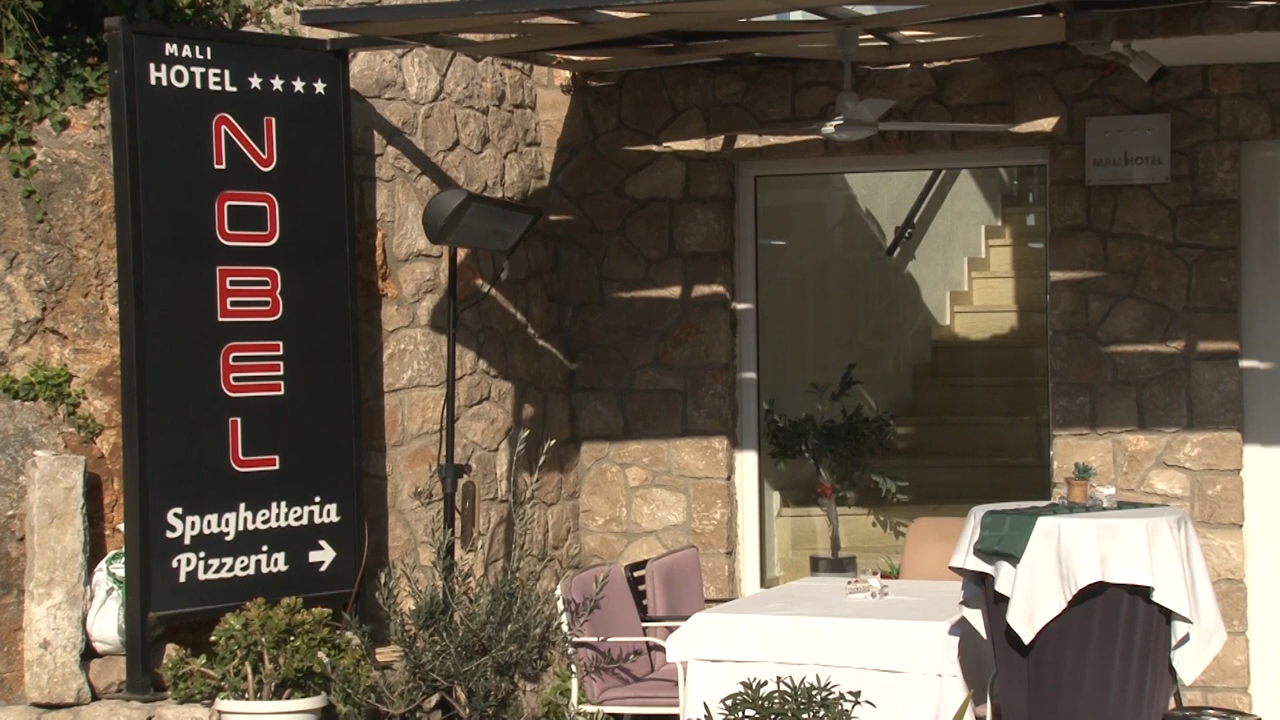 MALI
HOTEL ★★★★
NOBEL
Spaghetteria
Pizzeria →
★★★★
MALI HOTEL